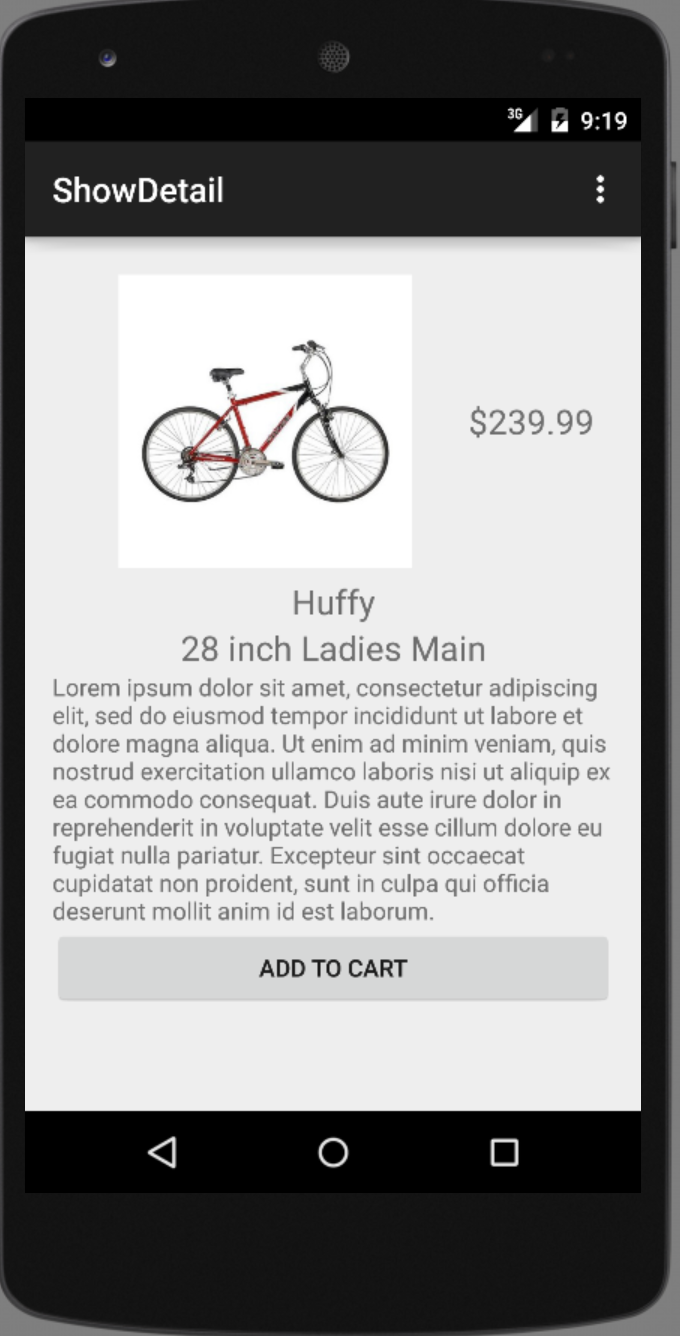 3G 9:19
ShowDetail
$239.99
Huffy
28 inch Ladies Main
Lorem ipsum dolor sit amet, consectetur adipiscing
elit, sed do eiusmod tempor incididunt ut labore et
dolore magna aliqua. Ut enim ad minim veniam, quis
nostrud exercitation ullamco laboris nisi ut aliquip ex
ea commodo consequat. Duis aute irure dolor in
reprehenderit in voluptate velit esse cillum dolore eu
fugiat nulla pariatur. Excepteur sint occaecat
cupidatat non proident, sunt in culpa qui officia
deserunt mollit anim id est laborum.
ADD TO CART